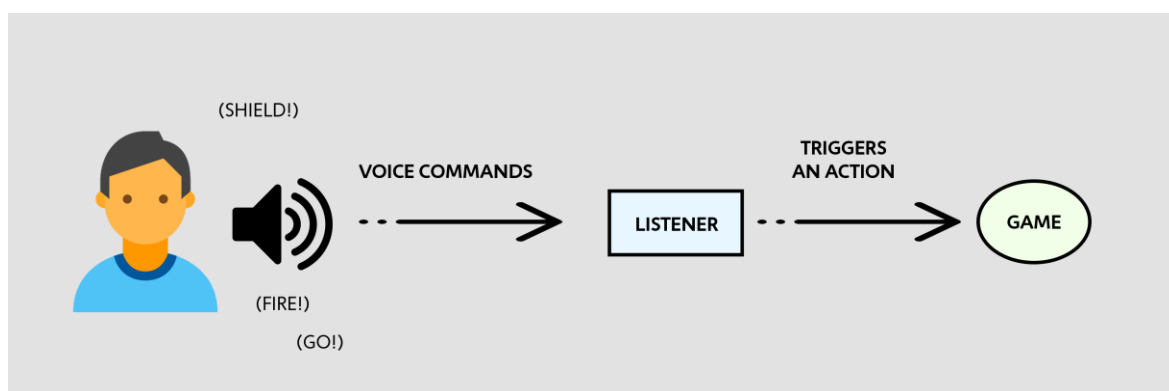 (SHIELD!)
VOICE COMMANDS
TRIGGERS
AN ACTION
LISTENER
GAME
(FIRE!)
(GO!)